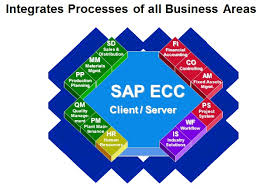 Integrates Processes of all Business Areas
SD
Sales &
Distribution
MM
Materials
Mgmt.
PP
Production
Planning
QM
Quality
Manage-
ment
PM
Plant Main-
tenance
HR
Human
Resources
SAP ECC
Client / Server
FI
Financial
Accounting
CO
Controlling
AM
Fixed Assets
Mgmt.
PS
Project
System
WF
Workflow
IS
Industry
Solutions